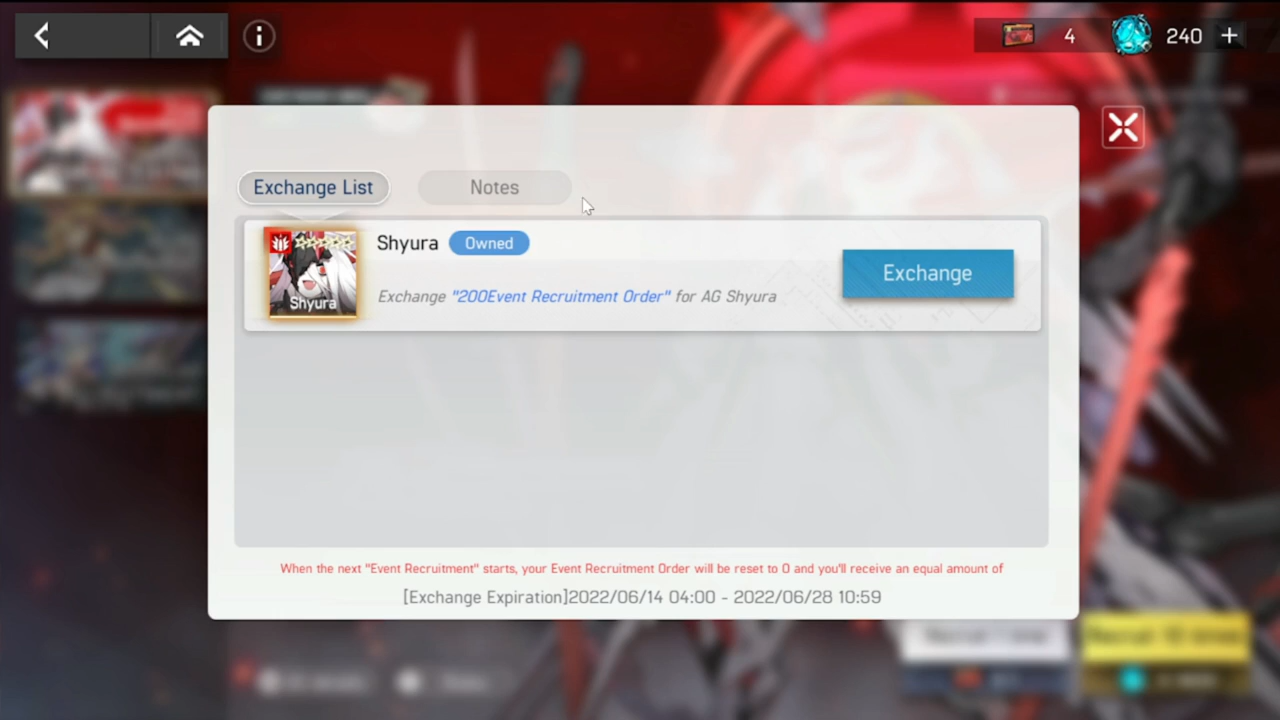 4
240
Exchange List
Notes
Shyura
Owned
Exchange
Exchange "200Event Recruitment Order" for AG Shyura
Shyura
When the next "Event Recruitment" starts, your Event Recruitment Order will be reset to 0 and you'll receive an equal amount of
[Exchange Expiration]2022/06/14 04:00 - 2022/06/28 10:59